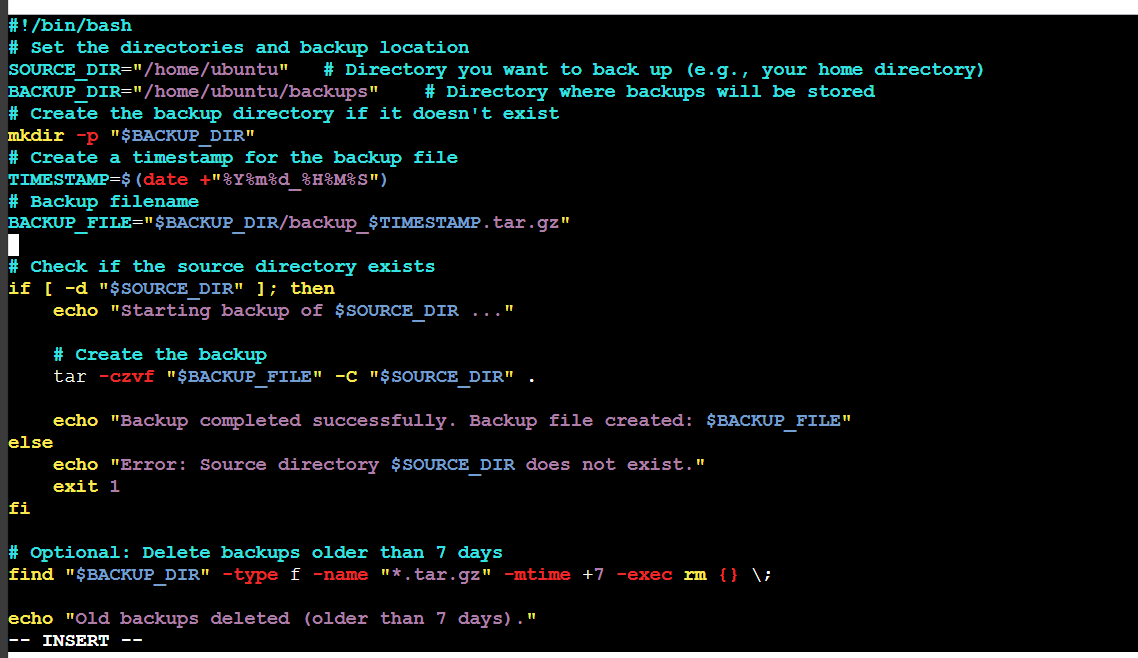 #!/bin/bash
# Set the directories and backup location
SOURCE_DIR="/home/ubuntu"   # Directory you want to back up (e.g., your home directory)
BACKUP_DIR="/home/ubuntu/backups"    # Directory where backups will be stored
# Create the backup directory if it doesn't exist
mkdir -p "$BACKUP_DIR"
# Create a timestamp for the backup file
TIMESTAMP=$(date +"%Y%m%d_%H%M%S")
# Backup filename
BACKUP_FILE="$BACKUP_DIR/backup_$TIMESTAMP.tar.gz"
# Check if the source directory exists
if [ -d "$SOURCE_DIR" ]; then
    echo "Starting backup of $SOURCE_DIR ..."
    # Create the backup
    tar -czvf "$BACKUP_FILE" -C "$SOURCE_DIR" .
    echo "Backup completed successfully. Backup file created: $BACKUP_FILE"
else
    echo "Error: Source directory $SOURCE_DIR does not exist."
    exit 1
fi
# Optional: Delete backups older than 7 days
find "$BACKUP_DIR" -type f -name "*.tar.gz" -mtime +7 -exec rm {} \;
echo "Old backups deleted (older than 7 days)."
-- INSERT --